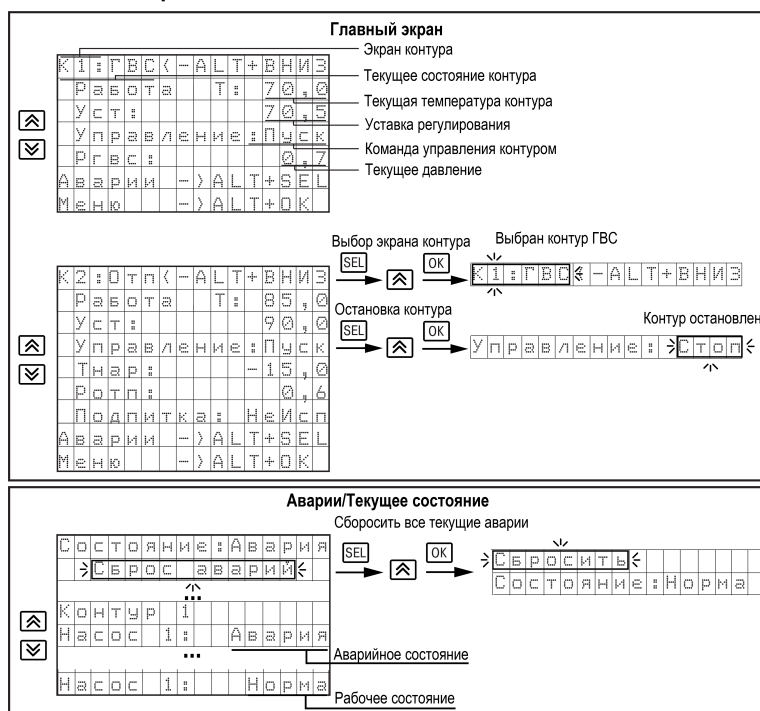 Главный экран
К1:ГВС<-ALT+ВНИЗ
Работа Т: 70,0
Уст: 70,5
Управление:Пуск
Ргвс: 0,7
Аварии ->ALT+SEL
Меню ->ALT+OK
Экран контура
Текущее состояние контура
Текущая температура контура
Уставка регулирования
Команда управления контуром
Текущее давление
К2:Отп<-ALT+ВНИЗ
Работа Т: 85,0
Уст: 90,0
Управление:Пуск
Тнар: -15,0
Ротп: 0,6
Подпитка: НеИсп
Аварии ->ALT+SEL
Меню ->ALT+OK
Выбор экрана контура
SEL
OK
Выбран контур ГВС
К1:ГВС<-ALT+ВНИЗ
Остановка контура
SEL
OK
Контур остановлен
Управление: Стоп
Аварии/Текущее состояние
Сборосить все текущие аварии
Состояние:Авария
Сброс аварий
...
Контур 1
Насос 1: Авария
...
Насос 1: Норма
SEL
OK
Сбросить
Состояние:Норма
Аварийное состояние
Рабочее состояние